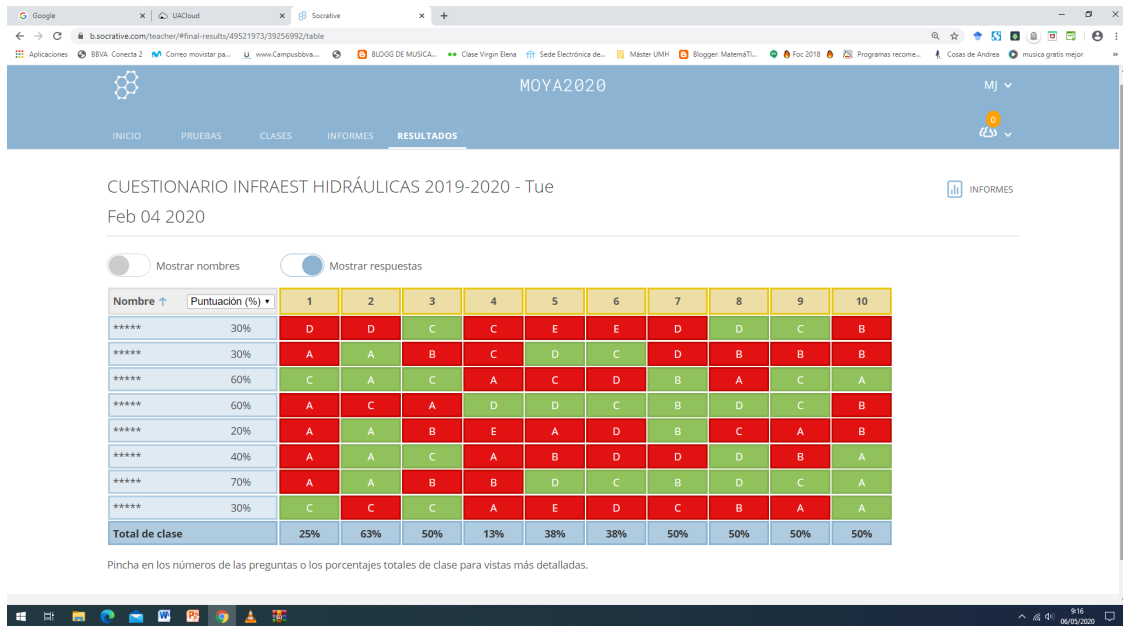 Google UACloud Socrative
b.socrative.com/teacher/#final-results/49521973/39256992/table
Aplicaciones BBVA Conecta 2 Correo movistar pa... www.Campusbbva... BLOGG DE MUSICA... Clase Virgin Elena Sede Electrónica de... Máster UMH Blogger: MatemáTI... Foc 2018 Programas recome... Cosas de Andrea musica gratis mejor »
MOYA2020 MJ
0
INICIO PRUEBAS CLASES INFORMES RESULTADOS
CUESTIONARIO INFRAEST HIDRÁULICAS 2019-2020 - Tue
Feb 04 2020
INFORMES
Mostrar nombres Mostrar respuestas
Nombre ↑ Puntuación (%) 1 2 3 4 5 6 7 8 9 10
***** 30% D D C C E E D D C B
***** 30% A A B C D C D B B B
***** 60% C A C A C D B A C A
***** 60% A C A D D C B D C B
***** 20% A A B E A D B C A B
***** 40% A A C A B D D D B A
***** 70% A A B B D C B D C A
***** 30% C C C A E D C B A A
Total de clase 25% 63% 50% 13% 38% 38% 50% 50% 50% 50%
Pincha en los números de las preguntas o los porcentajes totales de clase para vistas más detalladas.
9:16
06/05/2020